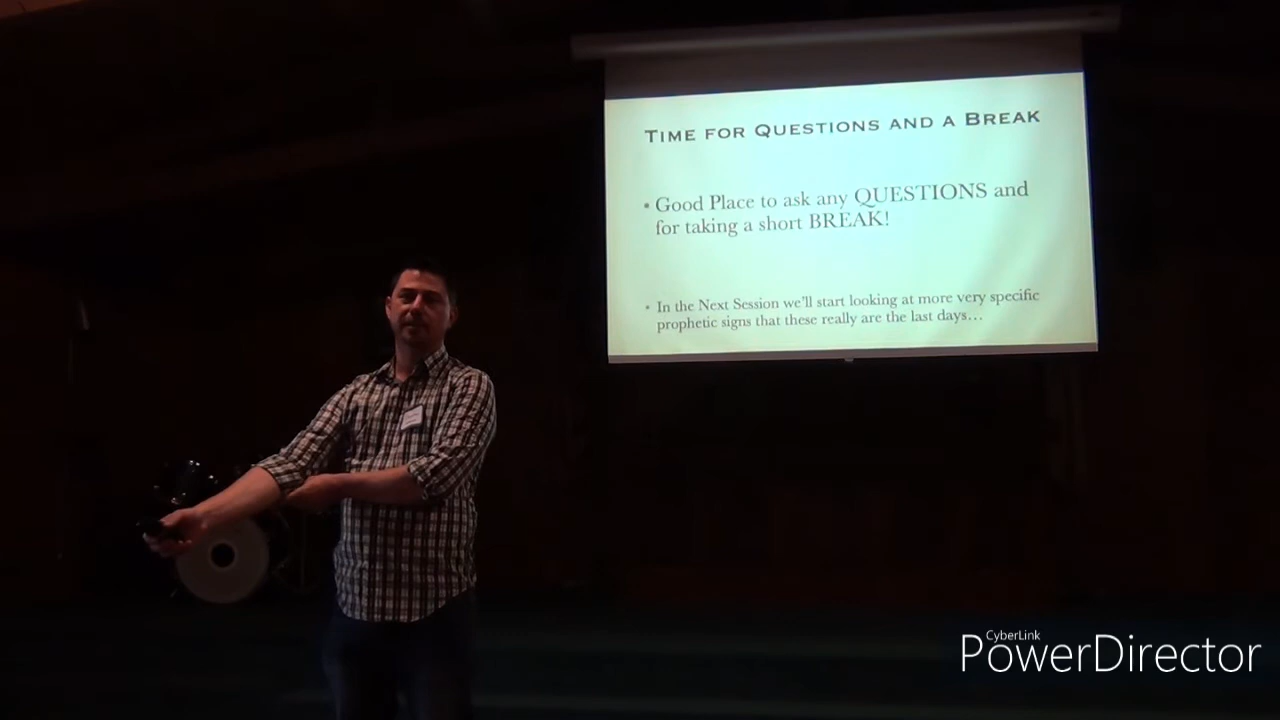 Time for Questions and a Break
• Good Place to ask any QUESTIONS and
for taking a short BREAK!
• In the Next Session we'll start looking at more very specific
prophetic signs that these really are the last days…
CyberLink
PowerDirector